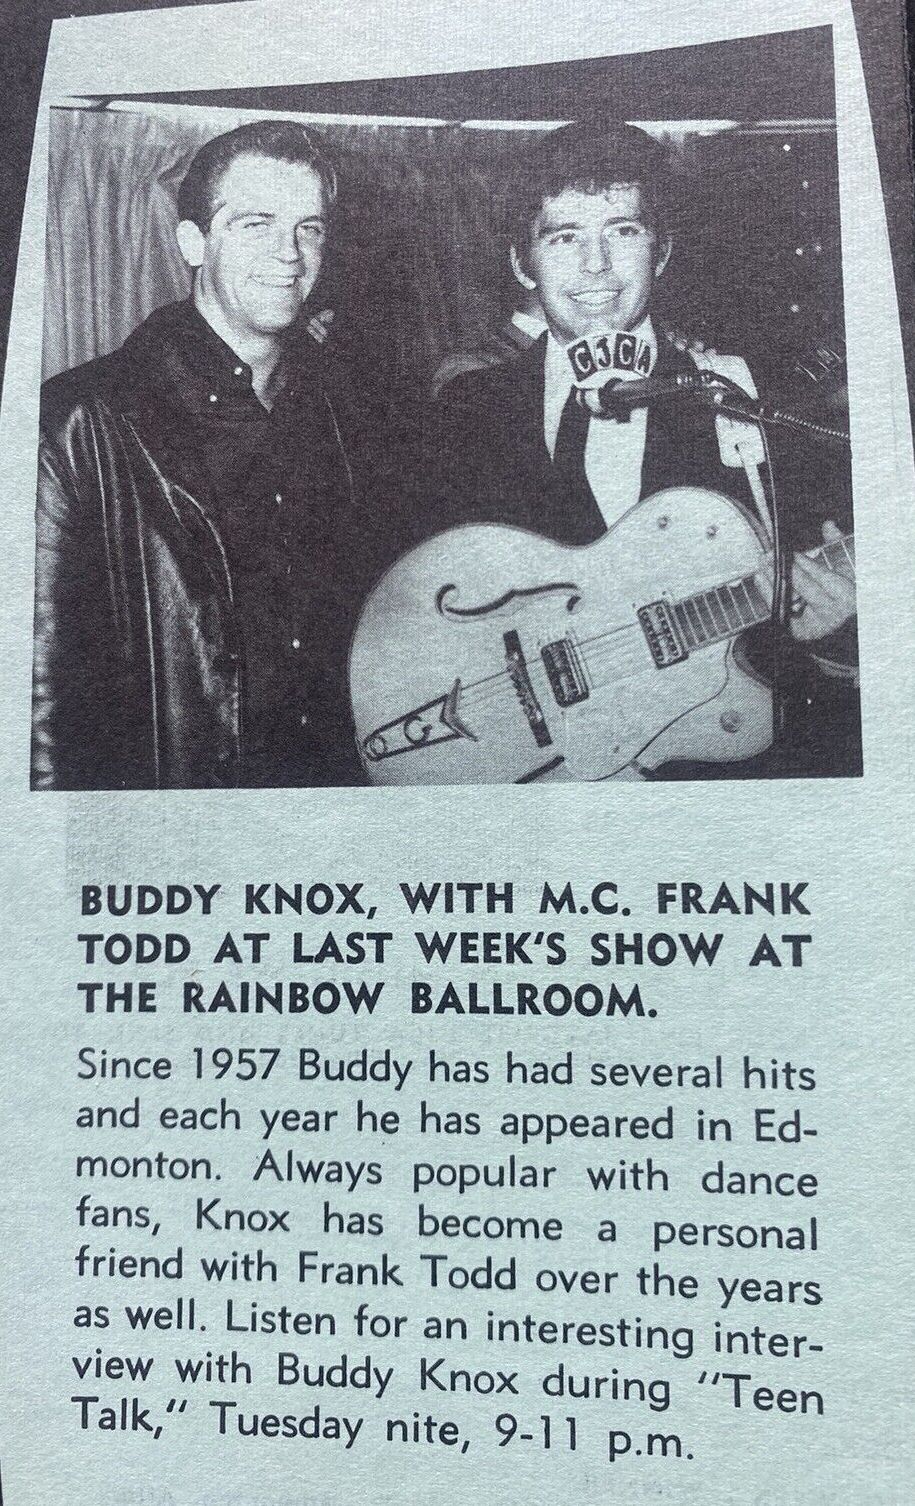 CJCA
G
BUDDY KNOX, WITH M.C. FRANK
TODD AT LAST WEEK'S SHOW AT
THE RAINBOW BALLROOM.
Since 1957 Buddy has had several hits
and each year he has appeared in Ed-
monton. Always popular with dance
fans, Knox has become a personal
friend with Frank Todd over the years
as well. Listen for an interesting inter-
view with Buddy Knox during "Teen
Talk," Tuesday nite, 9-11 p.m.